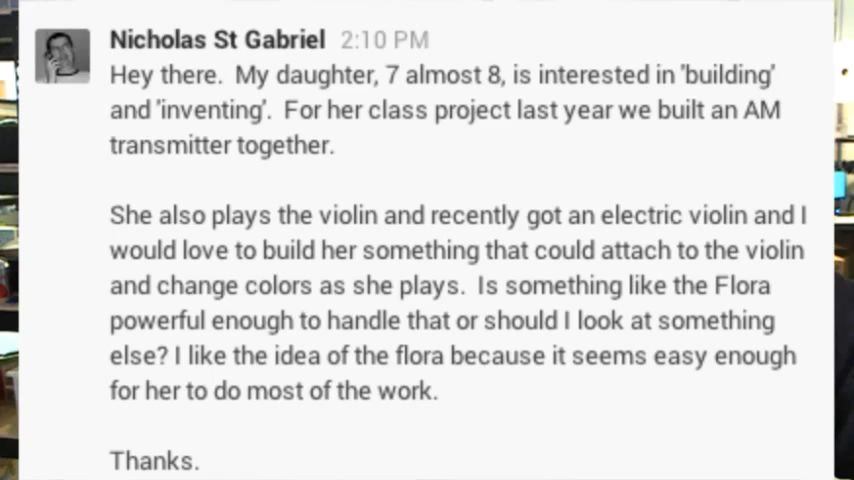 Nicholas St Gabriel 2:10 PM
Hey there. My daughter, 7 almost 8, is interested in 'building'
and 'inventing'. For her class project last year we built an AM
transmitter together.
She also plays the violin and recently got an electric violin and I
would love to build her something that could attach to the violin
and change colors as she plays. Is something like the Flora
powerful enough to handle that or should I look at something
else? I like the idea of the flora because it seems easy enough
for her to do most of the work.
Thanks.